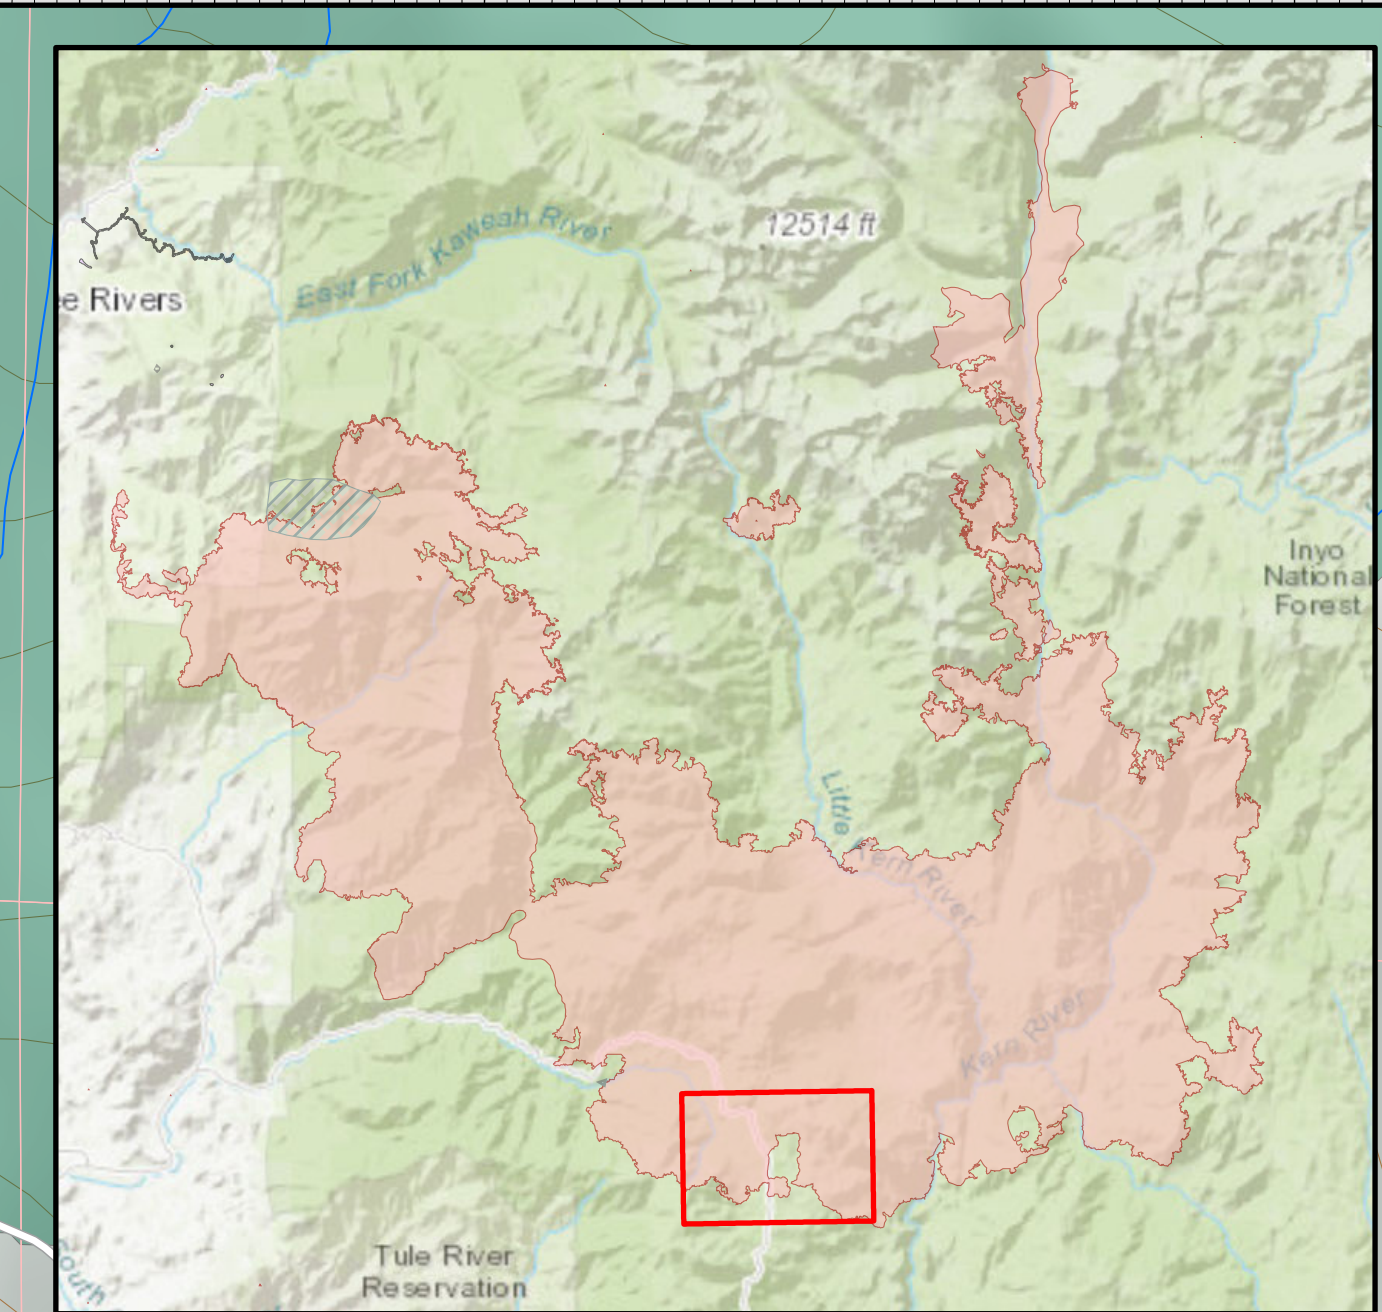 12514 ft
East Fork Kaweah River
ee Rivers
Inyo
National
Forest
Little Kern River
Kern River
Tule River
Reservation
South